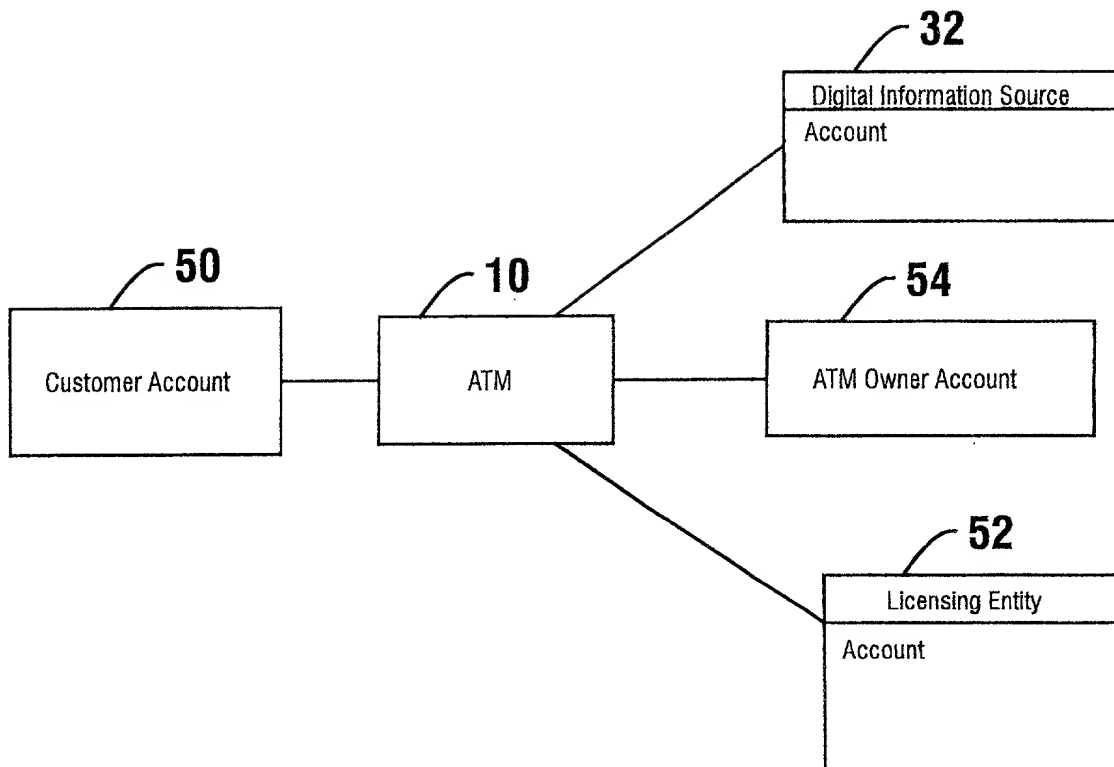 32
Digital Information Source
Account
50
10
54
Customer Account
ATM
ATM Owner Account
52
Licensing Entity
Account